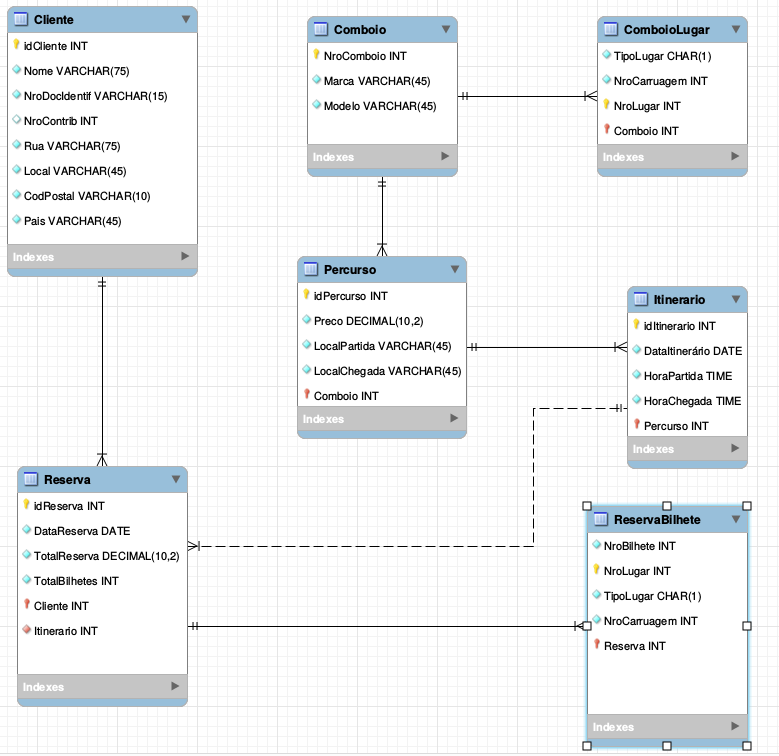 Cliente
idCliente INT
Nome VARCHAR(75)
NroDocIdentif VARCHAR(15)
NroContrib INT
Rua VARCHAR(75)
Local VARCHAR(45)
CodPostal VARCHAR(10)
Pais VARCHAR(45)
Indexes
Comboio
NroComboio INT
Marca VARCHAR(45)
Modelo VARCHAR(45)
Indexes
ComboioLugar
TipoLugar CHAR(1)
NroCarruagem INT
NroLugar INT
Comboio INT
Indexes
Percurso
idPercurso INT
Preco DECIMAL(10,2)
LocalPartida VARCHAR(45)
LocalChegada VARCHAR(45)
Comboio INT
Indexes
Itinerario
idItinerario INT
DataItinerário DATE
HoraPartida TIME
HoraChegada TIME
Percurso INT
Indexes
Reserva
idReserva INT
DataReserva DATE
TotalReserva DECIMAL(10,2)
TotalBilhetes INT
Cliente INT
Itinerario INT
Indexes
ReservaBilhete
NroBilhete INT
NroLugar INT
TipoLugar CHAR(1)
NroCarruagem INT
Reserva INT
Indexes